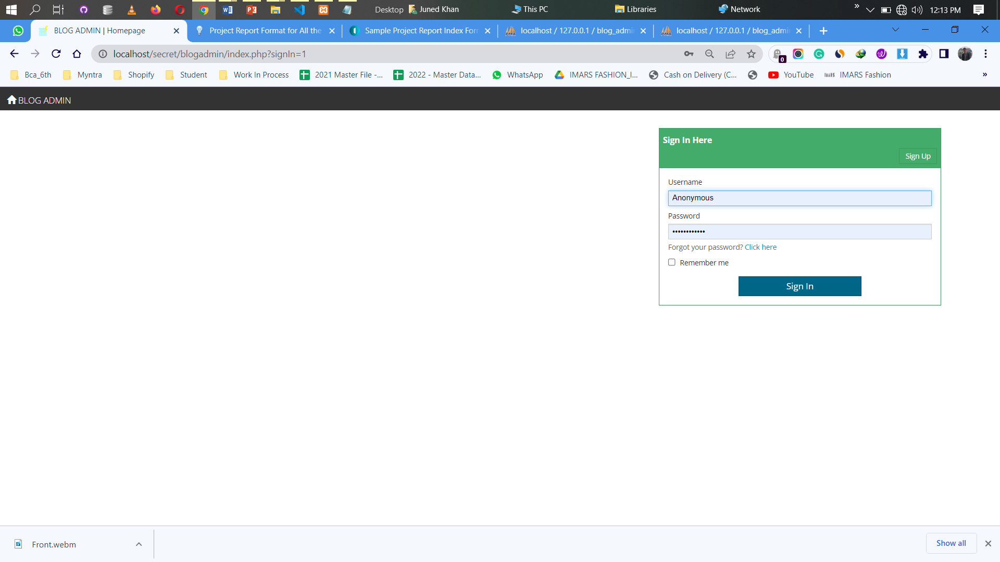 Desktop Juned Khan This PC Libraries Network » 12:13 PM
BLOG ADMIN | Homepage Project Report Format for All the Sample Project Report Index Form localhost / 127.0.0.1 / blog_admi localhost / 127.0.0.1 / blog_admi
localhost/secret/blogadmin/index.php?signIn=1 0
Bca_6th Myntra Shopify Student Work In Process 2021 Master File -... 2022 - Master Data... WhatsApp IMARS FASHION_I... Cash on Delivery (C... YouTube IMARS Fashion »
BLOG ADMIN
Sign In Here
Sign Up
Username
Anonymous
Password
••••••••••••
Forgot your password? Click here
Remember me
Sign In
Front.webm Show all